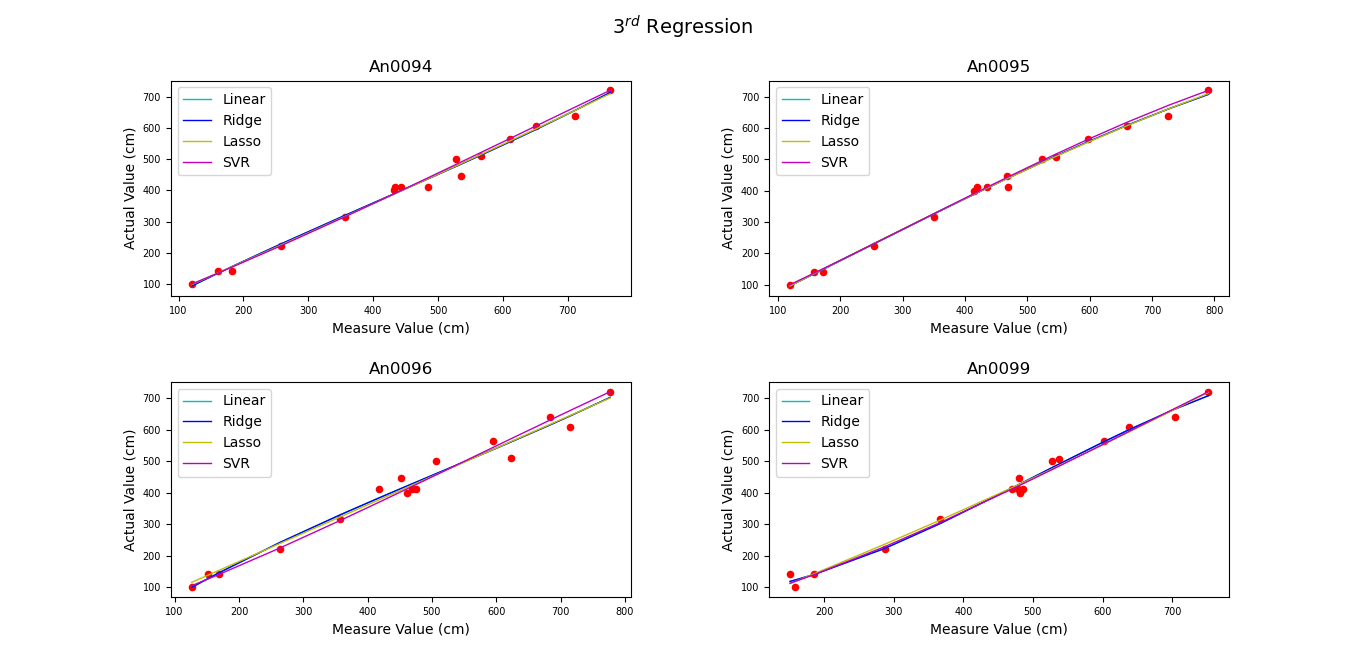 3rd Regression
An0094
700
600
500
400
300
200
100
Actual Value (cm)
Linear
Ridge
Lasso
SVR
100 200 300 400 500 600 700
Measure Value (cm)
An0095
700
600
500
400
300
200
100
Actual Value (cm)
Linear
Ridge
Lasso
SVR
100 200 300 400 500 600 700 800
Measure Value (cm)
An0096
700
600
500
400
300
200
100
Actual Value (cm)
Linear
Ridge
Lasso
SVR
100 200 300 400 500 600 700 800
Measure Value (cm)
An0099
700
600
500
400
300
200
100
Actual Value (cm)
Linear
Ridge
Lasso
SVR
200 300 400 500 600 700
Measure Value (cm)